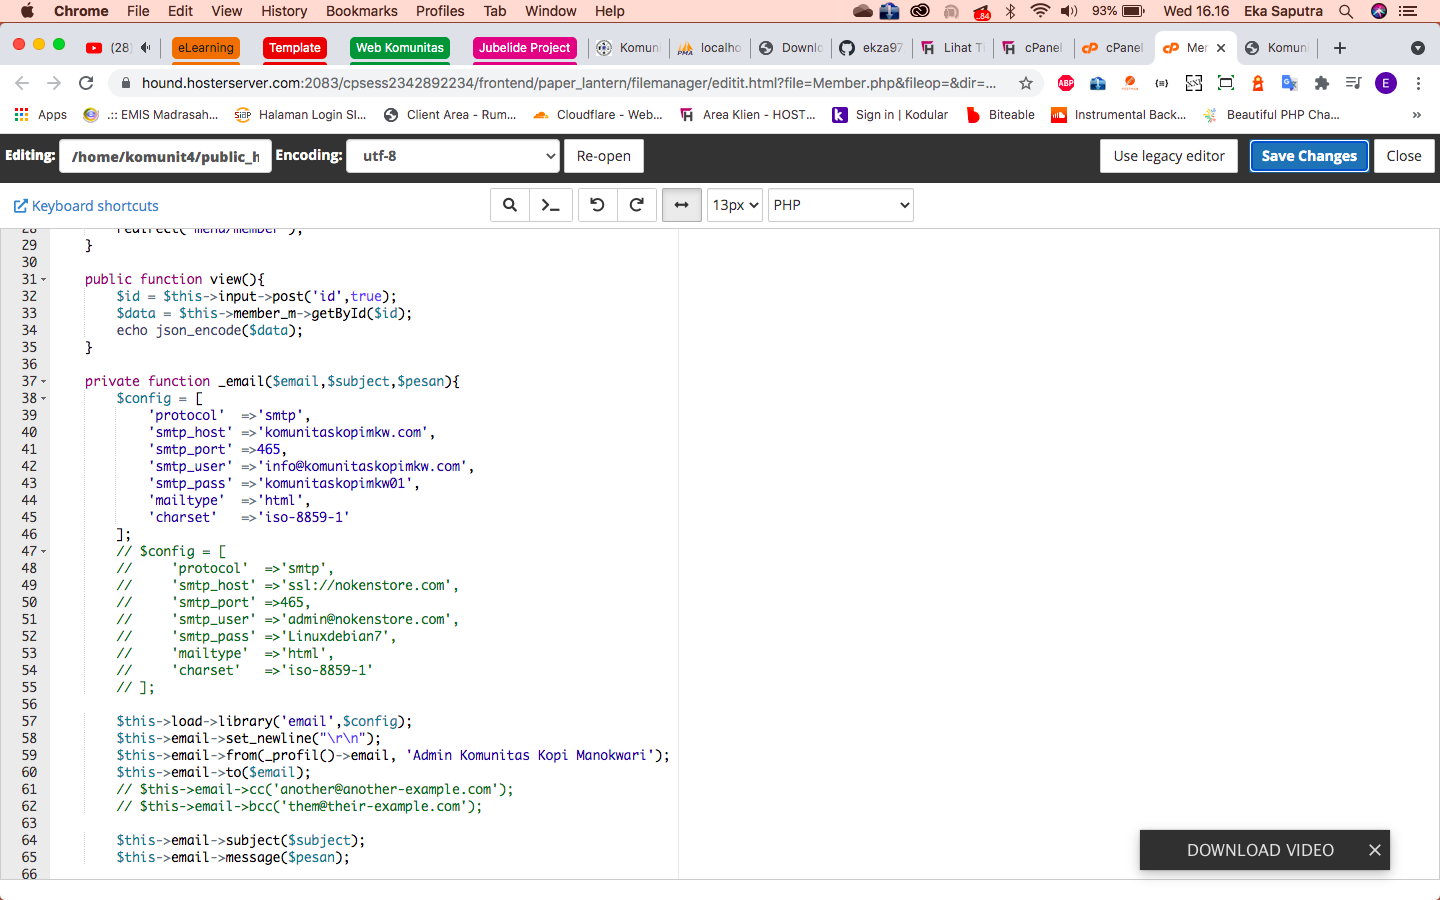 Chrome File Edit View History Bookmarks Profiles Tab Window Help .84 93% Wed 16.16 Eka Saputra
(28) eLearning Template Web Komunitas Jubelide Project Komuni localho Downlo ekza97 Lihat Ti cPanel cPanel Mer Komuni
hound.hosterserver.com:2083/cpsess2342892234/frontend/paper_lantern/filemanager/editit.html?file=Member.php&fileop=&dir=... ABP E
Apps .:: EMIS Madrasah... Halaman Login SI... Client Area - Rum... Cloudflare - Web... Area Klien - HOST... Sign in | Kodular Biteable Instrumental Back... Beautiful PHP Cha... »
Editing: /home/komunit4/public_h Encoding: utf-8 Re-open Use legacy editor Save Changes Close
Keyboard shortcuts 13px PHP
28 redirect('menu/member');
29 }
30
31 public function view(){
32 $id = $this->input->post('id',true);
33 $data = $this->member_m->getById($id);
34 echo json_encode($data);
35 }
36
37 private function _email($email,$subject,$pesan){
38 $config = [
39 'protocol' =>'smtp',
40 'smtp_host' =>'komunitaskopimkw.com',
41 'smtp_port' =>465,
42 'smtp_user' =>'info@komunitaskopimkw.com',
43 'smtp_pass' =>'komunitaskopimkw01',
44 'mailtype' =>'html',
45 'charset' =>'iso-8859-1'
46 ];
47 // $config = [
48 // 'protocol' =>'smtp',
49 // 'smtp_host' =>'ssl://nokenstore.com',
50 // 'smtp_port' =>465,
51 // 'smtp_user' =>'admin@nokenstore.com',
52 // 'smtp_pass' =>'Linuxdebian7',
53 // 'mailtype' =>'html',
54 // 'charset' =>'iso-8859-1'
55 // ];
56
57 $this->load->library('email',$config);
58 $this->email->set_newline("\r\n");
59 $this->email->from(_profil()->email, 'Admin Komunitas Kopi Manokwari');
60 $this->email->to($email);
61 // $this->email->cc('another@another-example.com');
62 // $this->email->bcc('them@their-example.com');
63
64 $this->email->subject($subject);
65 $this->email->message($pesan);
66
DOWNLOAD VIDEO